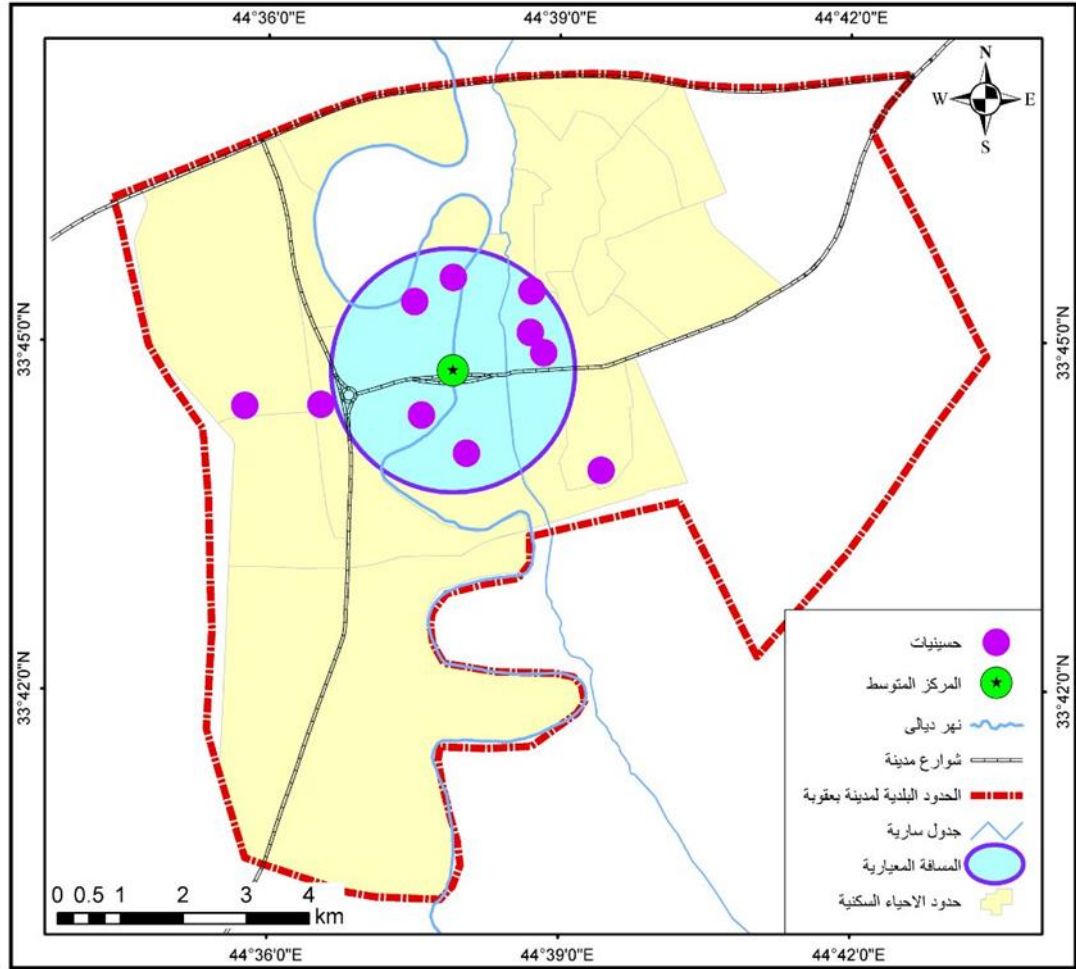 44°36'0"E
44°39'0"E
44°42'0"E
N
W E
S
33°45'0"N
33°45'0"N
حسينيات
المركز المتوسط
نهر ديالى
شوارع مدينة
33°42'0"N
33°42'0"N
الحدود البلدية لمدينة بعقوبة
جدول سارية
المسافة المعيارية
حدود الاحياء السكنية
0 0.5 1 2 3 4
km
44°36'0"E
44°39'0"E
44°42'0"E